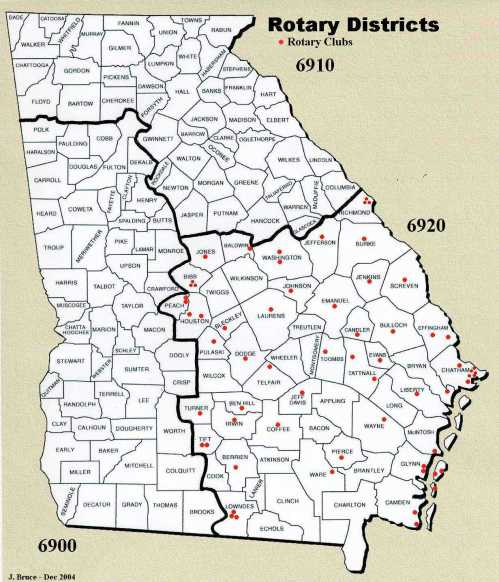 Rotary Districts
Rotary Clubs
6910
DADE
CATOOSA
WHITFIELD
MURRAY
FANNIN
TOWNS
UNION
RABUN
WALKER
GILMER
CHATTOOGA
GORDON
PICKENS
LUMPKIN
WHITE
HABERSHAM
STEPHENS
DAWSON
HALL
BANKS
FRANKLIN
HART
FLOYD
BARTOW
CHEROKEE
FORSYTH
JACKSON
MADISON
ELBERT
POLK
PAULDING
COBB
GWINNETT
BARROW
CLARKE
OGLETHORPE
OCONEE
HARALSON
DOUGLAS
FULTON
DEKALB
ROCKDALE
WALTON
WILKES
LINCOLN
CARROLL
CLAYTON
HENRY
NEWTON
MORGAN
GREENE
TALIAFERRO
MCDUFFIE
COLUMBIA
HEARD
COWETA
FAYETTE
SPALDING
BUTTS
JASPER
PUTNAM
HANCOCK
WARREN
GLASCOCK
RICHMOND
6920
TROUP
MERIWETHER
PIKE
LAMAR
MONROE
JONES
BALDWIN
WASHINGTON
JEFFERSON
BURKE
UPSON
HARRIS
TALBOT
CRAWFORD
BIBB
TWIGGS
WILKINSON
JOHNSON
JENKINS
SCREVEN
MUSCOGEE
TAYLOR
PEACH
HOUSTON
BLECKLEY
LAURENS
EMANUEL
CHATTA
HOOCHEE
MARION
MACON
TREUTLEN
CANDLER
BULLOCH
EFFINGHAM
SCHLEY
DOOLY
PULASKI
DODGE
WHEELER
MONTGOMERY
TOOMBS
EVANS
STEWART
WEBSTER
SUMTER
CRISP
WILCOX
TELFAIR
TATTNALL
BRYAN
CHATHAM
QUITMAN
RANDOLPH
TERRELL
LEE
TURNER
BEN HILL
JEFF
DAVIS
APPLING
LIBERTY
LONG
CLAY
CALHOUN
DOUGHERTY
WORTH
TIFT
IRWIN
COFFEE
BACON
WAYNE
McINTOSH
EARLY
BAKER
MITCHELL
COLQUITT
COOK
BERRIEN
ATKINSON
PIERCE
WARE
BRANTLEY
GLYNN
MILLER
LANIER
CLINCH
CHARLTON
CAMDEN
SEMINOLE
DECATUR
GRADY
THOMAS
BROOKS
LOWNDES
ECHOLS
6900
J. Bruce - Dec 2004